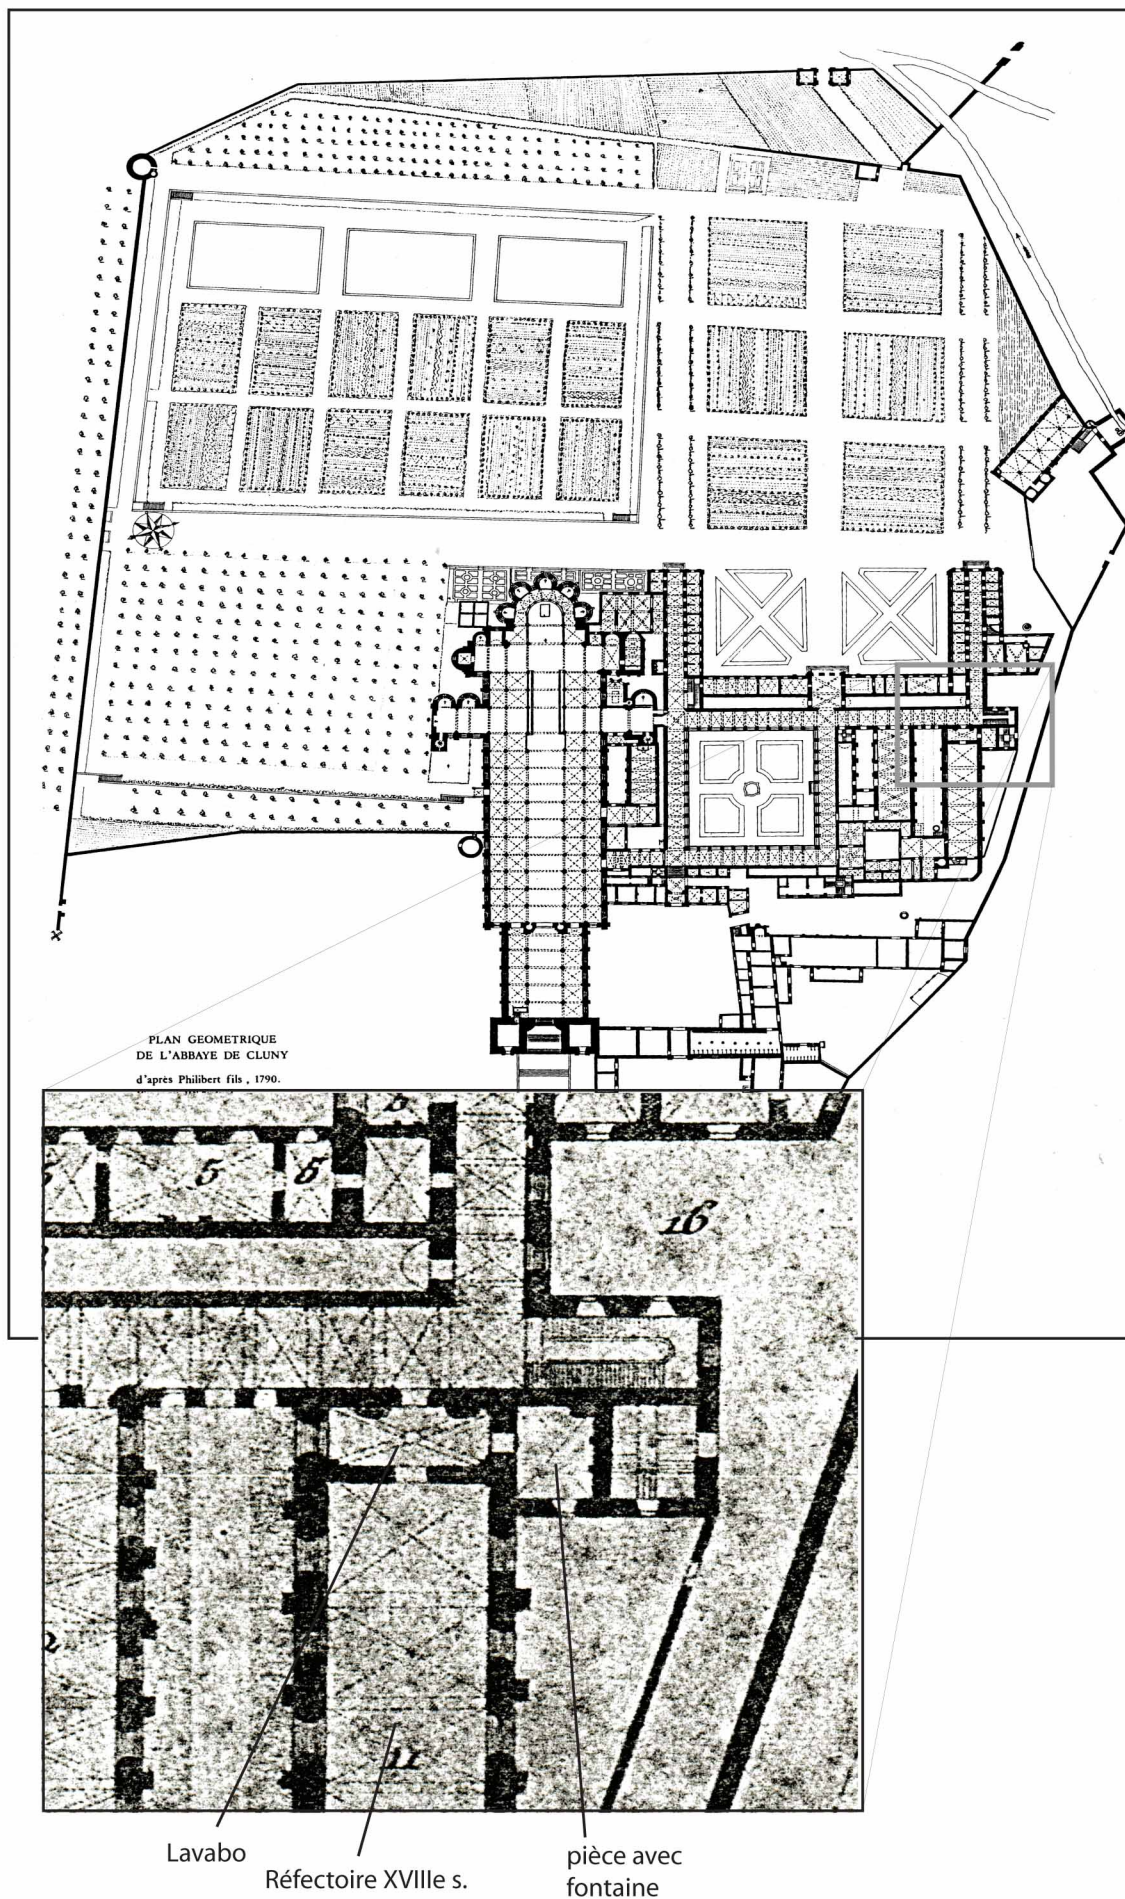 PLAN GEOMETRIQUE
DE L'ABBAYE DE CLUNY
d'après Philibert fils , 1790.
5
5
16
11
Lavabo
Réfectoire XVIIIe s.
pièce avec
fontaine